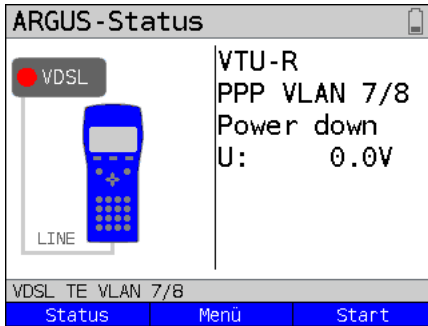 ARGUS-Status
VDSL
LINE
VTU-R
PPP VLAN 7/8
Power down
U: 0.0V
VDSL TE VLAN 7/8
Status Menü Start